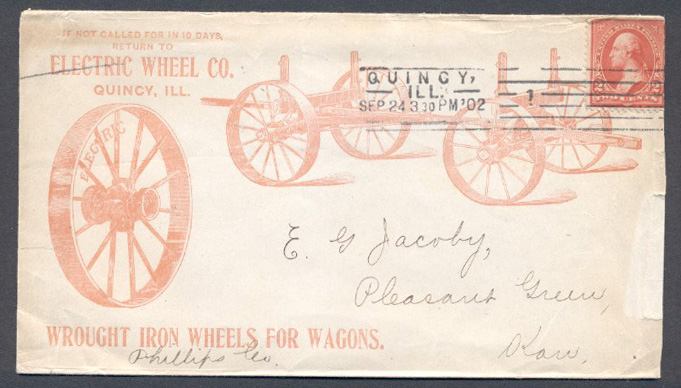 IF NOT CALLED FOR IN 10 DAYS,
RETURN TO
ELECTRIC WHEEL CO.
QUINCY, ILL.
ELECTRIC
QUINCY,
ILL.
SEP 24 3 30 PM '02
1
E. G Jacoby,
Pleasant Green,
Kan,
WROUGHT IRON WHEELS FOR WAGONS.
Phillips Co.